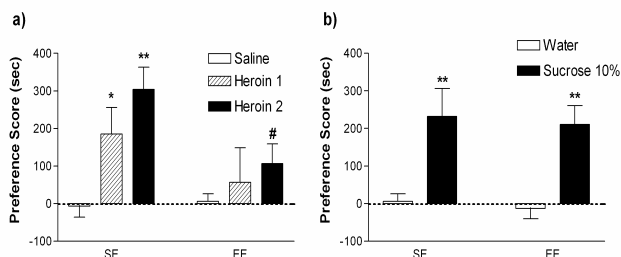 a)
Preference Score (sec)
400
300
200
100
0
-100
Saline
Heroin 1
Heroin 2
*
**
#
SE
EE
b)
Preference Score (sec)
400
300
200
100
0
-100
Water
Sucrose 10%
**
**
SE
EE